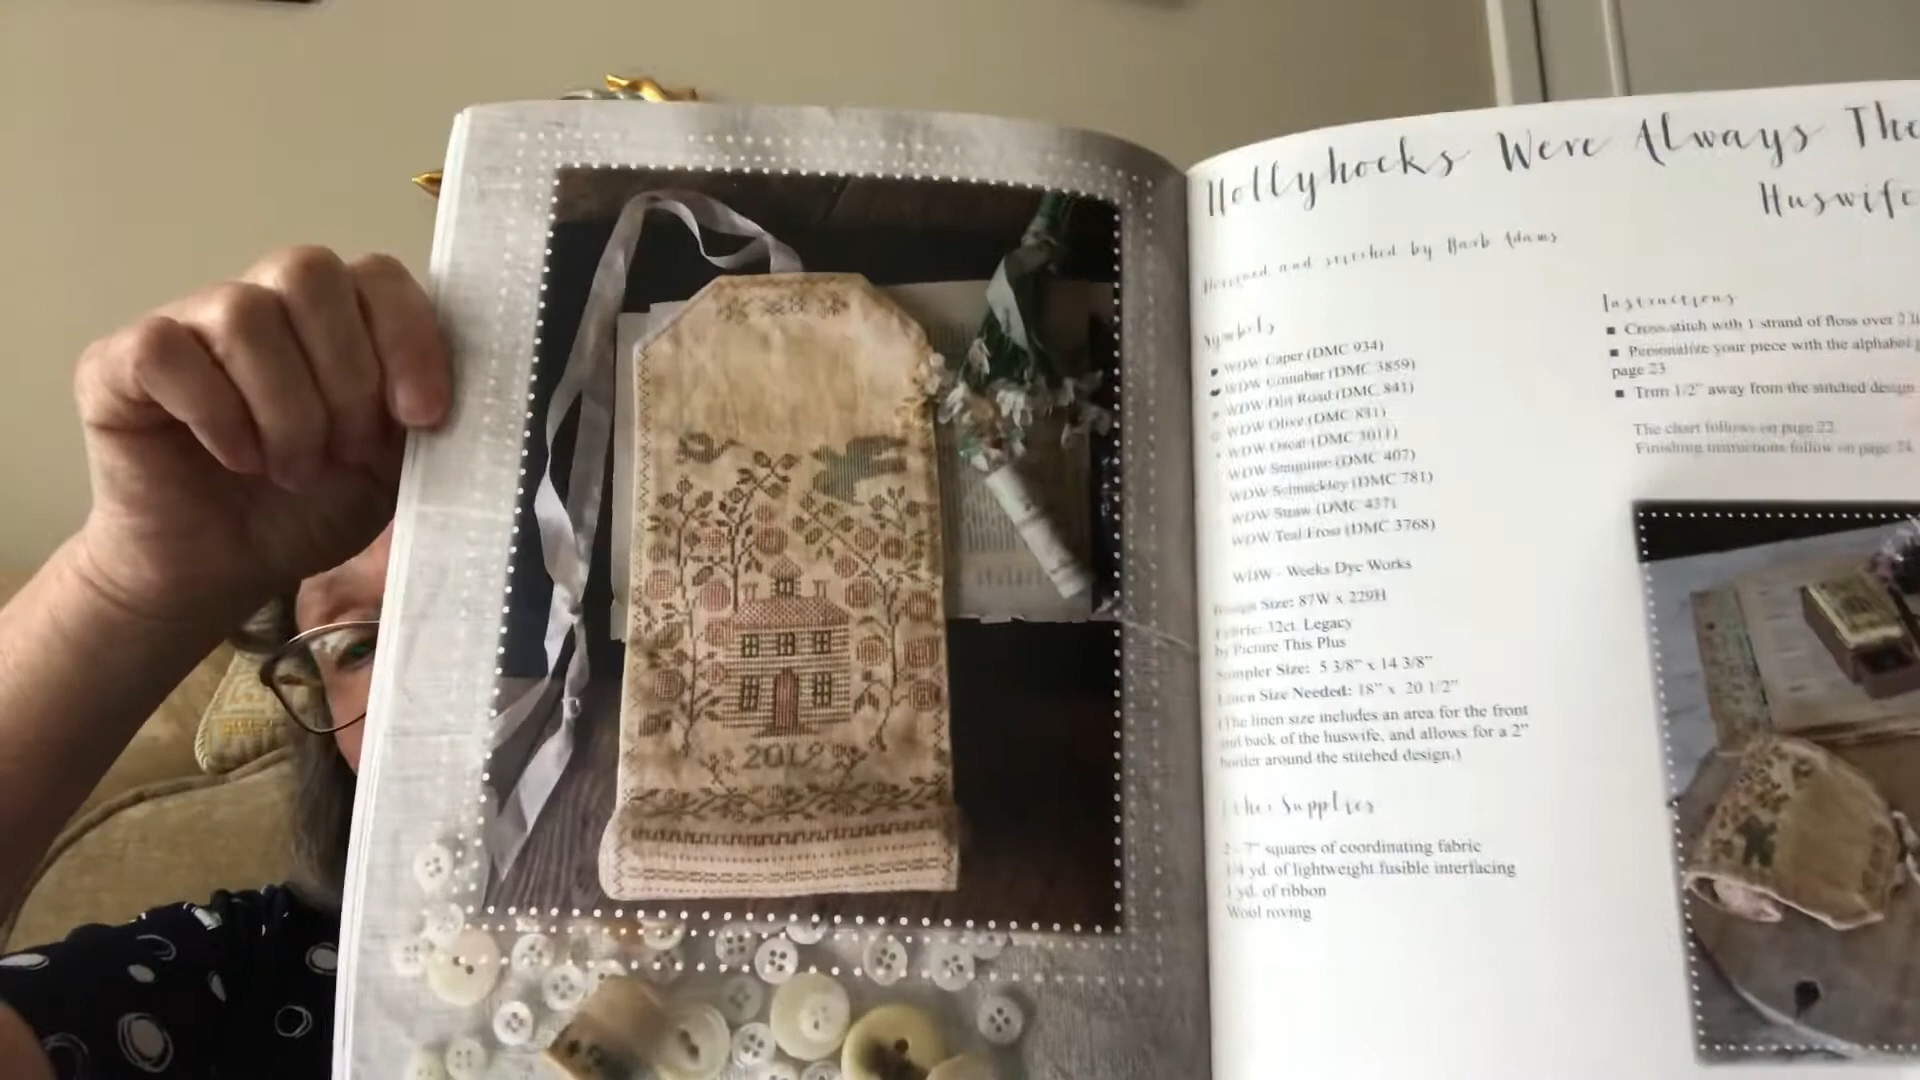 Hollyhocks Were Always The
Huswife
Designed and stitched by Barb Adams
Symbols
WDW Caper (DMC 934)
WDW Cinnabar (DMC 3859)
WDW Dirt Road (DMC 841)
WDW Olive (DMC 831)
WDW Oscar (DMC 3011)
WDW (DMC 407)
WDW Schnuckley (DMC 781)
WDW Straw (DMC 437)
WDW Teal Frost (DMC 3768)
WDW - Weeks Dye Works
Design Size: 87W x 229H
Fabric: 32ct. Legacy
by Picture This Plus
Sampler Size: 5 3/8" x 14 3/8"
Linen Size Needed: 18" x 20 1/2"
(The linen size includes an area for the front
and back of the huswife, and allows for a 2"
border around the stitched design.)
Other Supplies
2 - 7" squares of coordinating fabric
1/4 yd. of lightweight fusible interfacing
1 yd. of ribbon
Wool roving
Instructions
■ Cross-stitch with 1 strand of floss over 2
■ Personalize your piece with the alphabet
page 23
■ Trim 1/2" away from the stitched design
The chart follows on page 22.
Finishing instructions follow on page 24.
2019